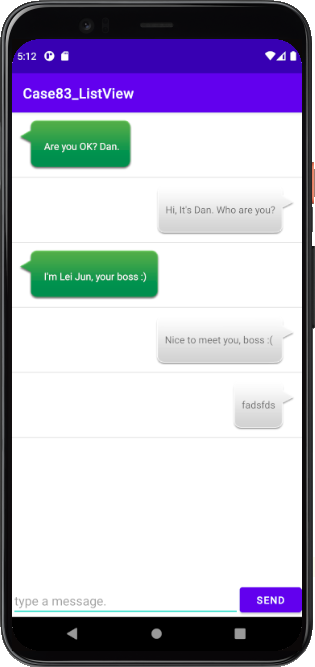 5:12
Case83_ListView
Are you OK? Dan.
Hi, It's Dan. Who are you?
I'm Lei Jun, your boss :)
Nice to meet you, boss :(
fadsfds
type a message.
SEND